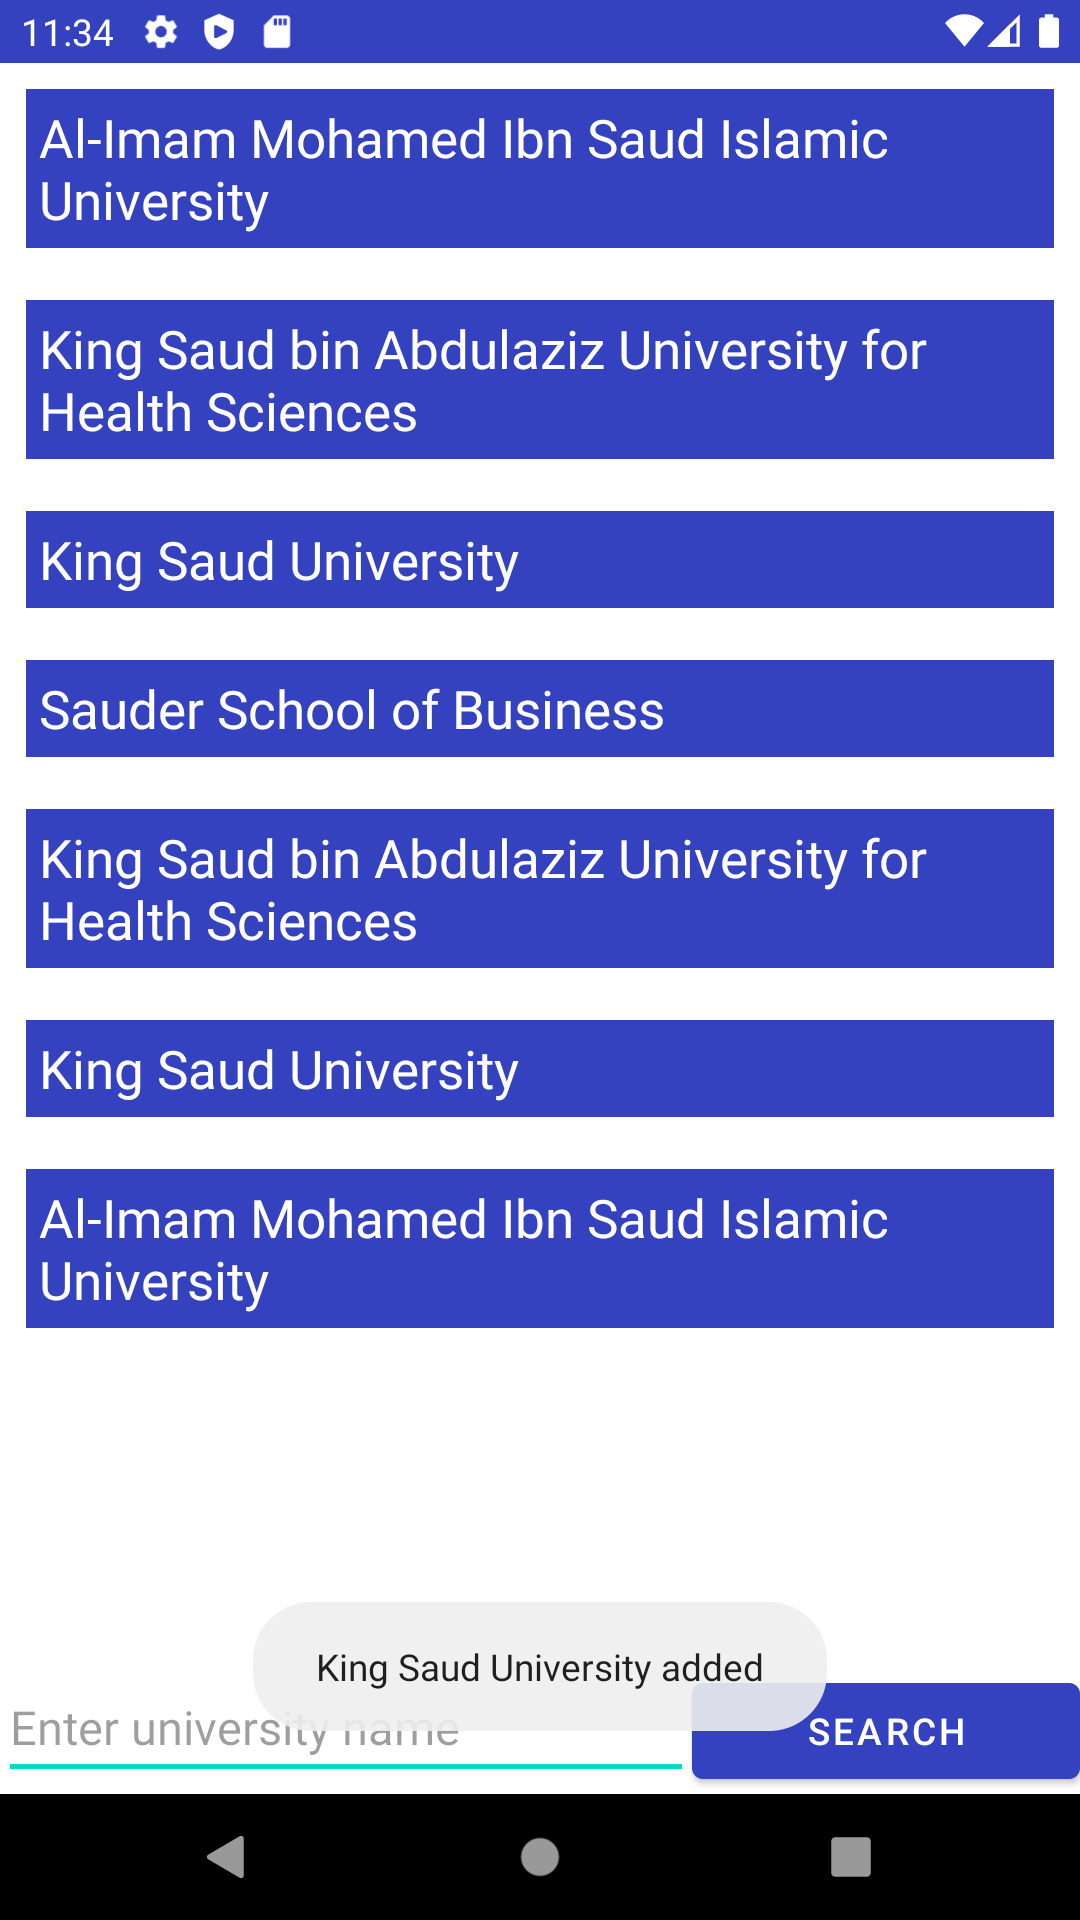 11:34
Al-Imam Mohamed Ibn Saud Islamic
University
King Saud bin Abdulaziz University for
Health Sciences
King Saud University
Sauder School of Business
King Saud bin Abdulaziz University for
Health Sciences
King Saud University
Al-Imam Mohamed Ibn Saud Islamic
University
King Saud University added
Enter university name
SEARCH